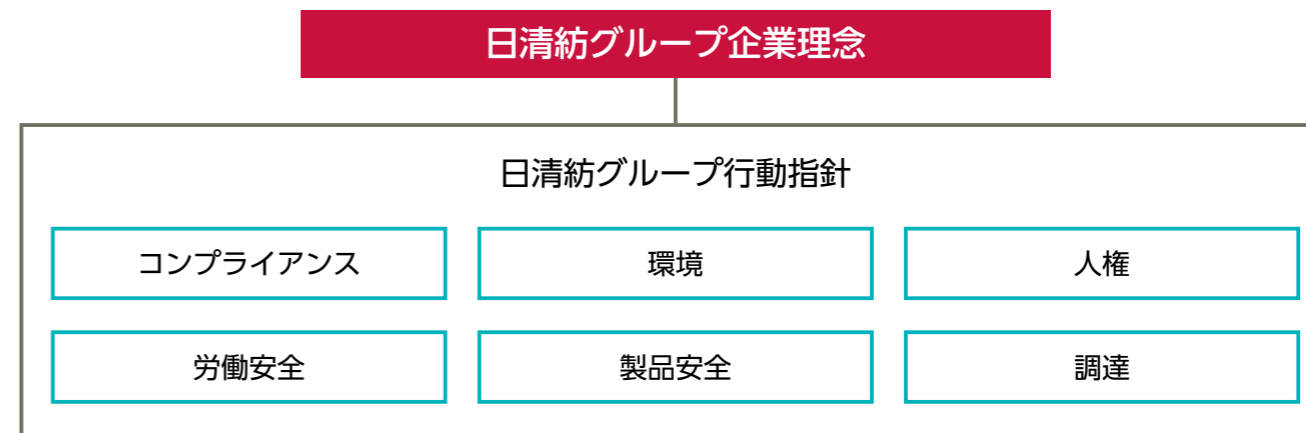 日清紡グループ企業理念
日清紡グループ行動指針
コンプライアンス
環境
人権
労働安全
製品安全
調達